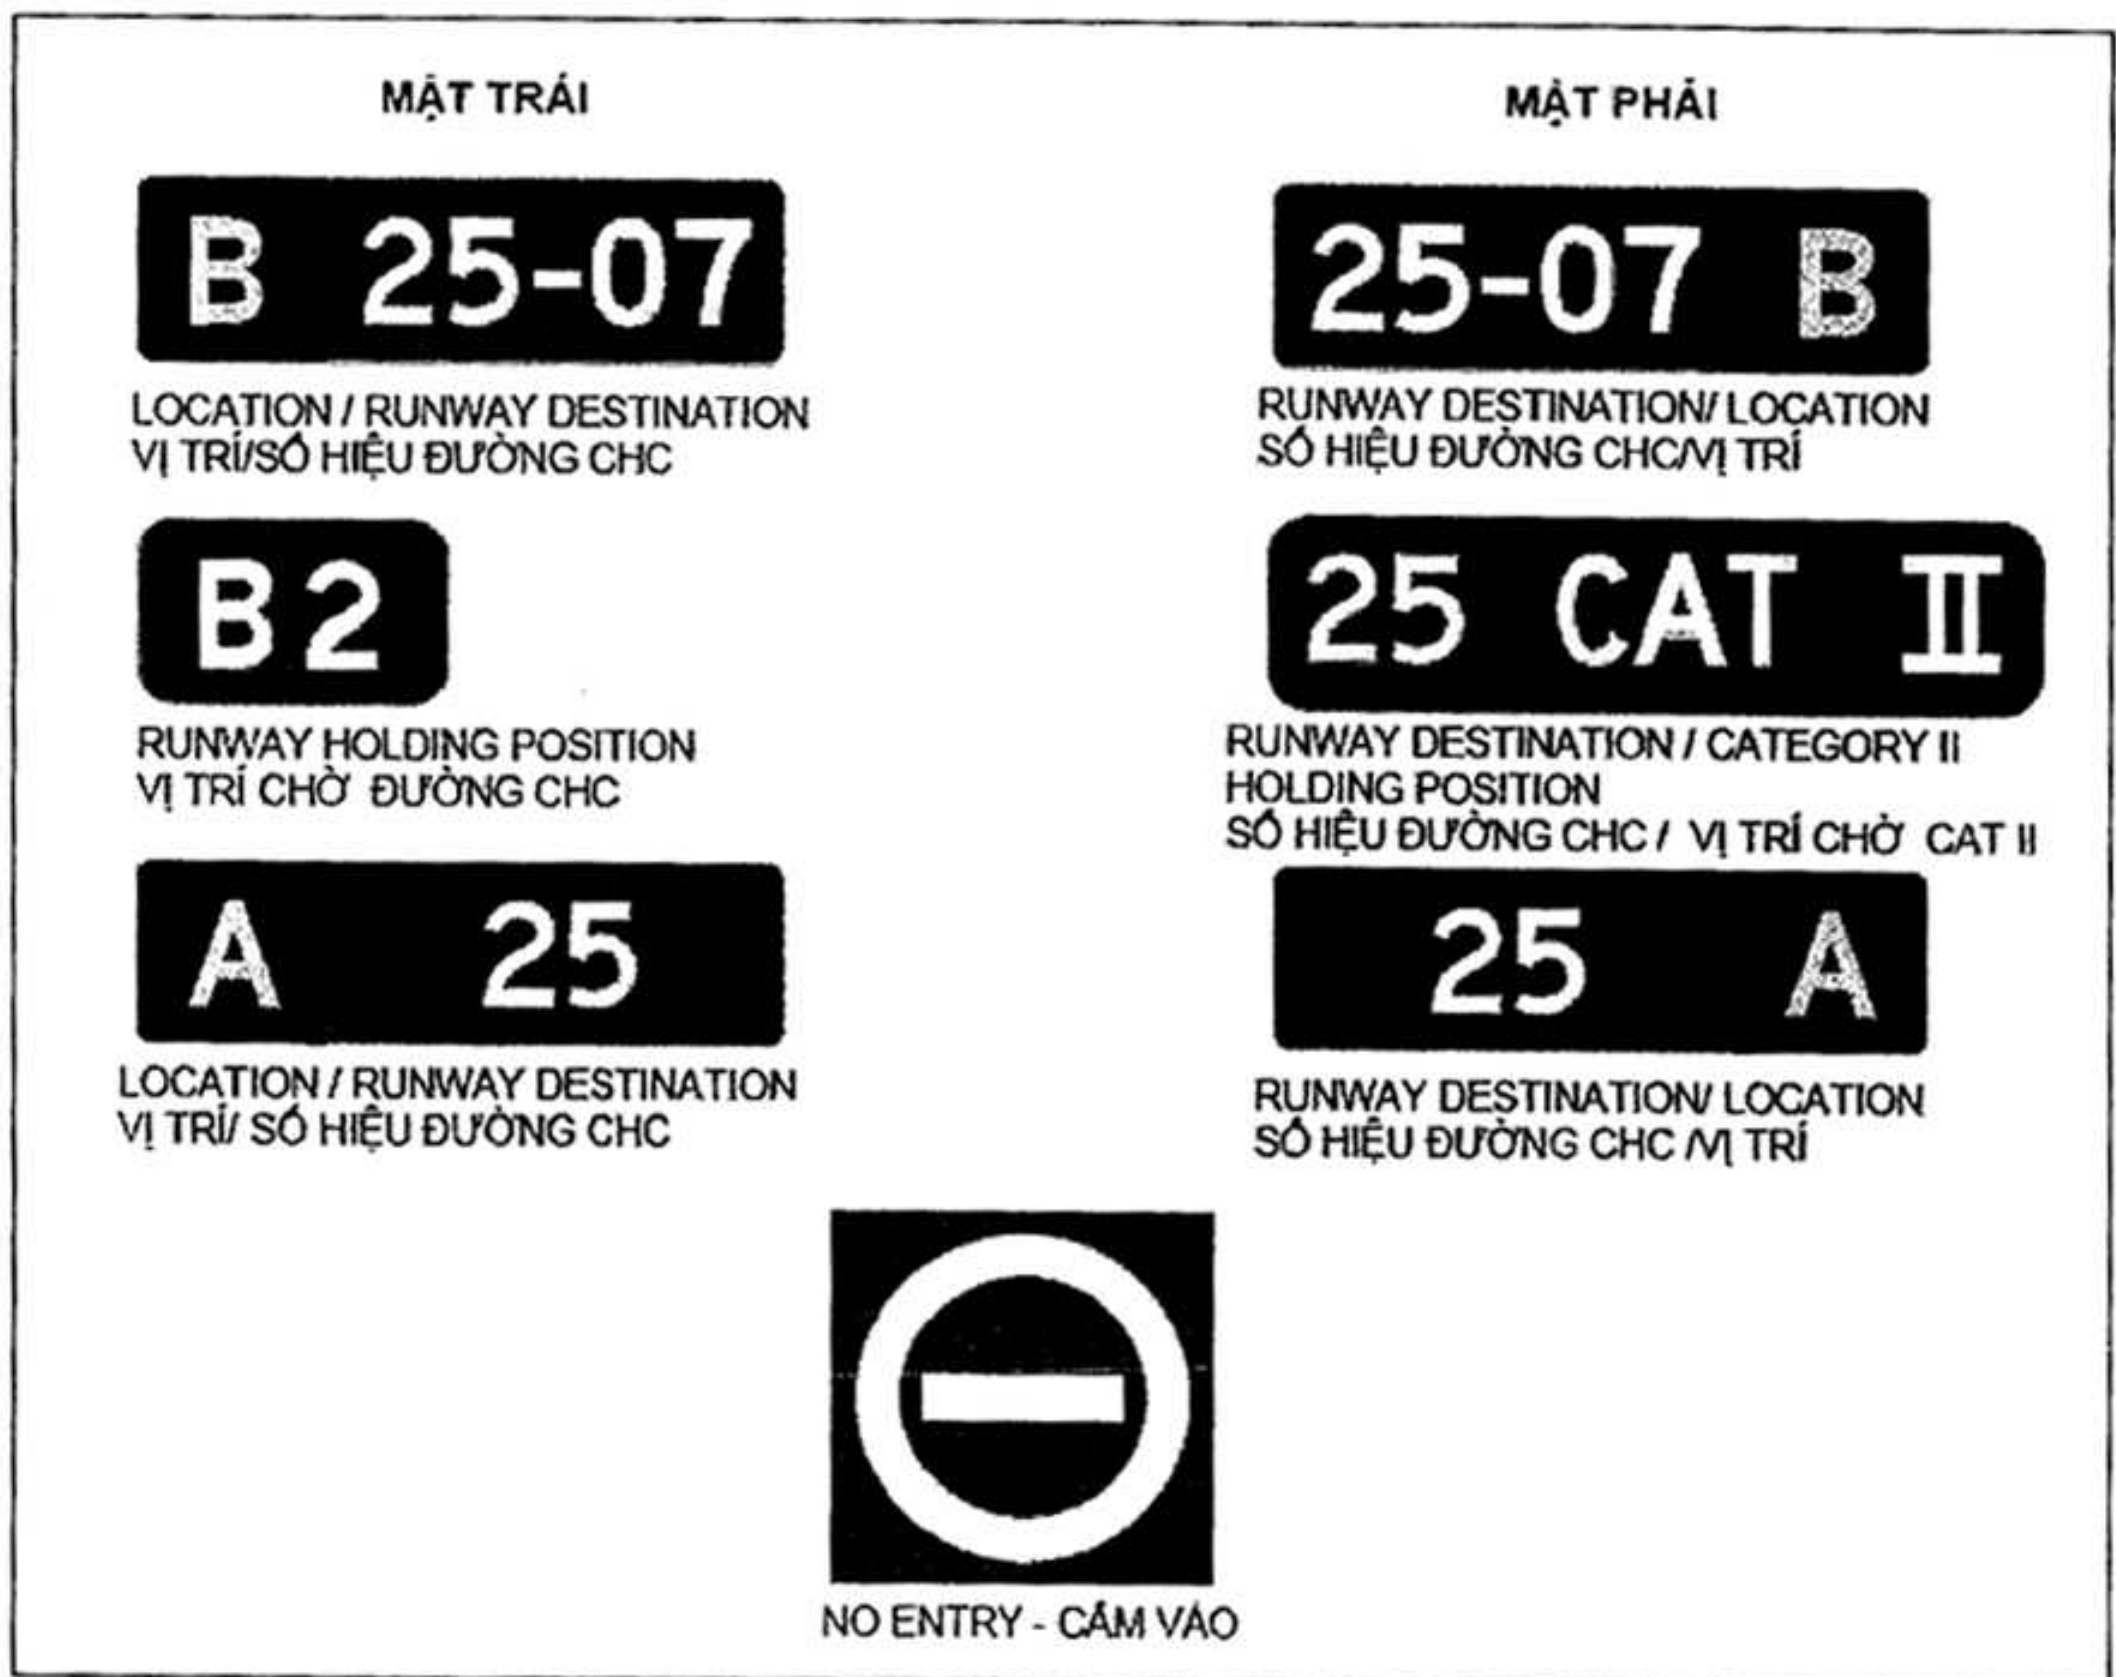 MẶT TRÁI
B 25-07
LOCATION / RUNWAY DESTINATION
VỊ TRÍ/SỐ HIỆU ĐƯỜNG CHC
B2
RUNWAY HOLDING POSITION
VỊ TRÍ CHỜ ĐƯỜNG CHC
A 25
LOCATION / RUNWAY DESTINATION
VỊ TRÍ/ SỐ HIỆU ĐƯỜNG CHC
MẶT PHẢI
25-07 B
RUNWAY DESTINATION/ LOCATION
SỐ HIỆU ĐƯỜNG CHC/VỊ TRÍ
25 CAT II
RUNWAY DESTINATION / CATEGORY II
HOLDING POSITION
SỐ HIỆU ĐƯỜNG CHC / VỊ TRÍ CHỜ CAT II
25 A
RUNWAY DESTINATION/ LOCATION
SỐ HIỆU ĐƯỜNG CHC /VỊ TRÍ
NO ENTRY - CẤM VÀO